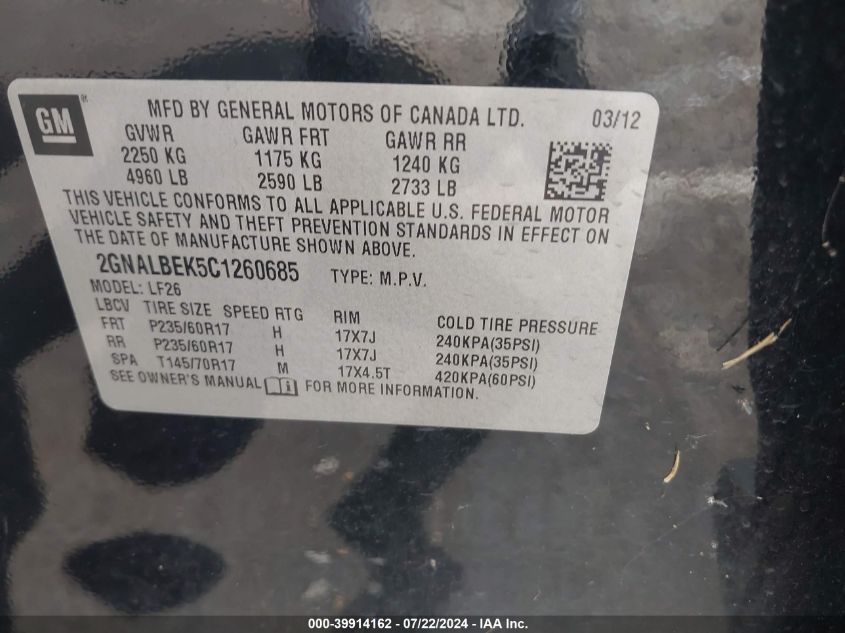 GM®
MFD BY GENERAL MOTORS OF CANADA LTD. 03/12
GVWR GAWR FRT GAWR RR
2250 KG 1175 KG 1240 KG
4960 LB 2590 LB 2733 LB
THIS VEHICLE CONFORMS TO ALL APPLICABLE U.S. FEDERAL MOTOR
VEHICLE SAFETY AND THEFT PREVENTION STANDARDS IN EFFECT ON
THE DATE OF MANUFACTURE SHOWN ABOVE.
2GNALBEK5C1260685 TYPE: M.P.V.
MODEL: LF26
LBCV TIRE SIZE SPEED RTG RIM COLD TIRE PRESSURE
FRT P235/60R17 H 17X7J 240KPA(35PSI)
RR P235/60R17 H 17X7J 240KPA(35PSI)
SPA T145/70R17 M 17X4.5T 420KPA(60PSI)
SEE OWNER'S MANUAL FOR MORE INFORMATION.
000-39914162 - 07/22/2024 - IAA Inc.